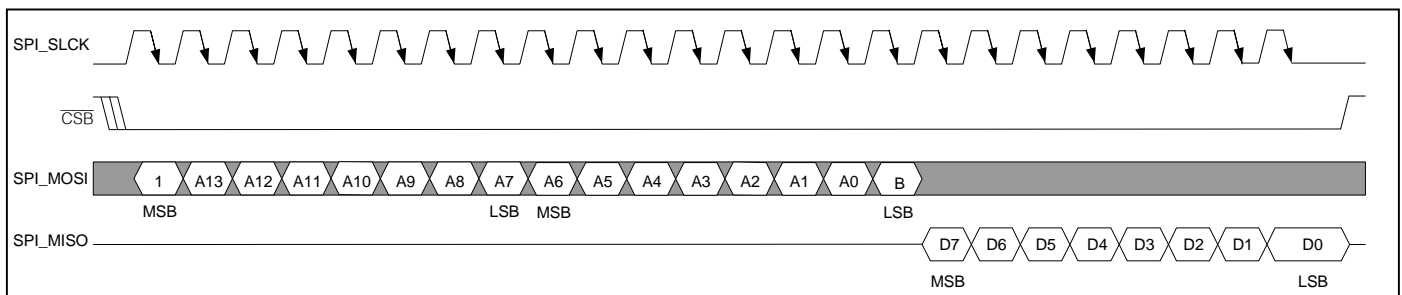 SPI_SLCK
CSB
SPI_MOSI 1 A13 A12 A11 A10 A9 A8 A7 A6 A5 A4 A3 A2 A1 A0 B
MSB LSB MSB LSB
SPI_MISO D7 D6 D5 D4 D3 D2 D1 D0
MSB LSB